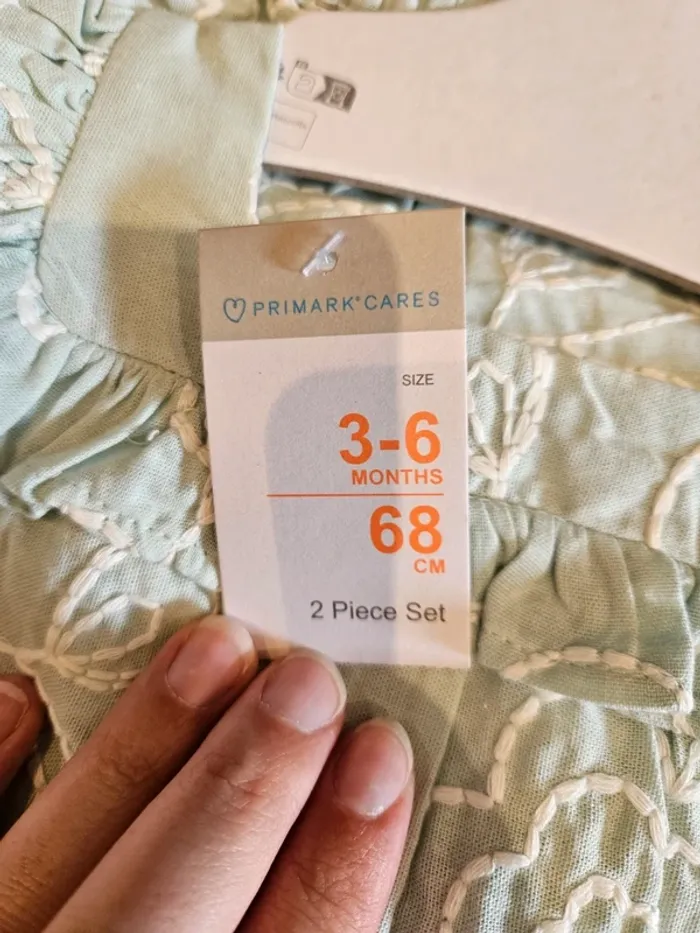 PRIMARK® CARES
SIZE
3-6
MONTHS
68
CM
2 Piece Set